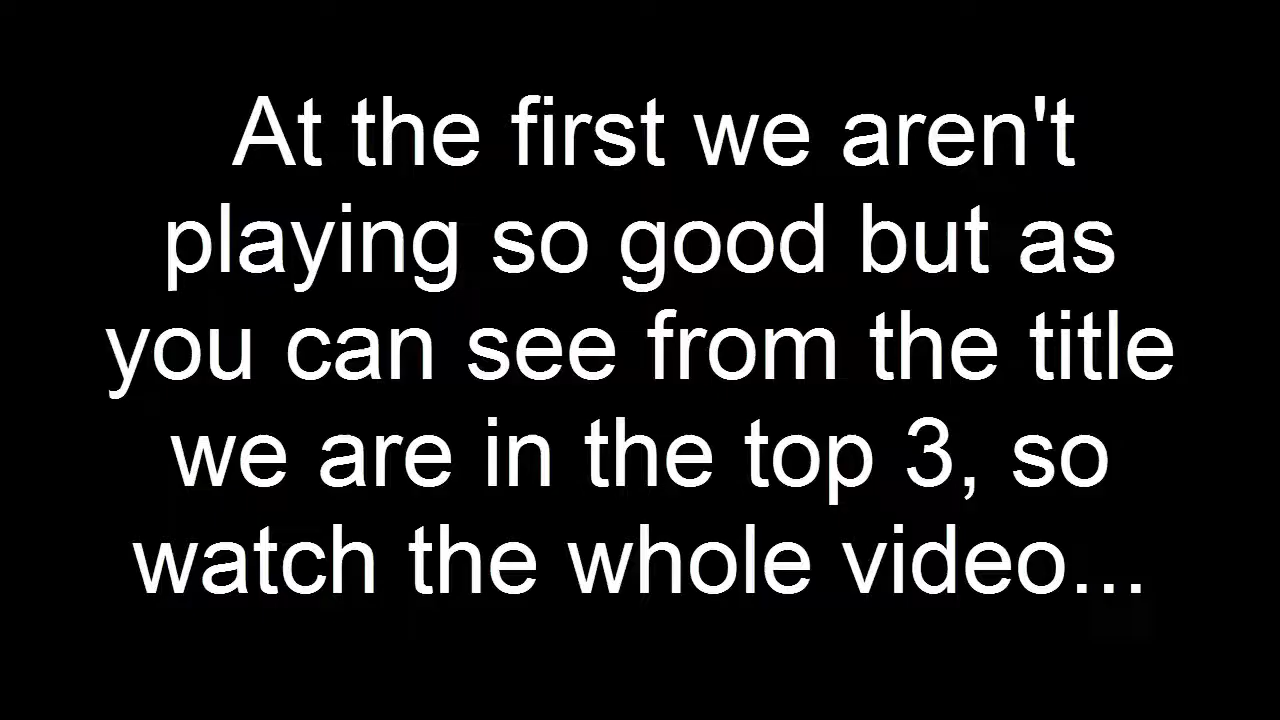 At the first we aren't
playing so good but as
you can see from the title
we are in the top 3, so
watch the whole video...